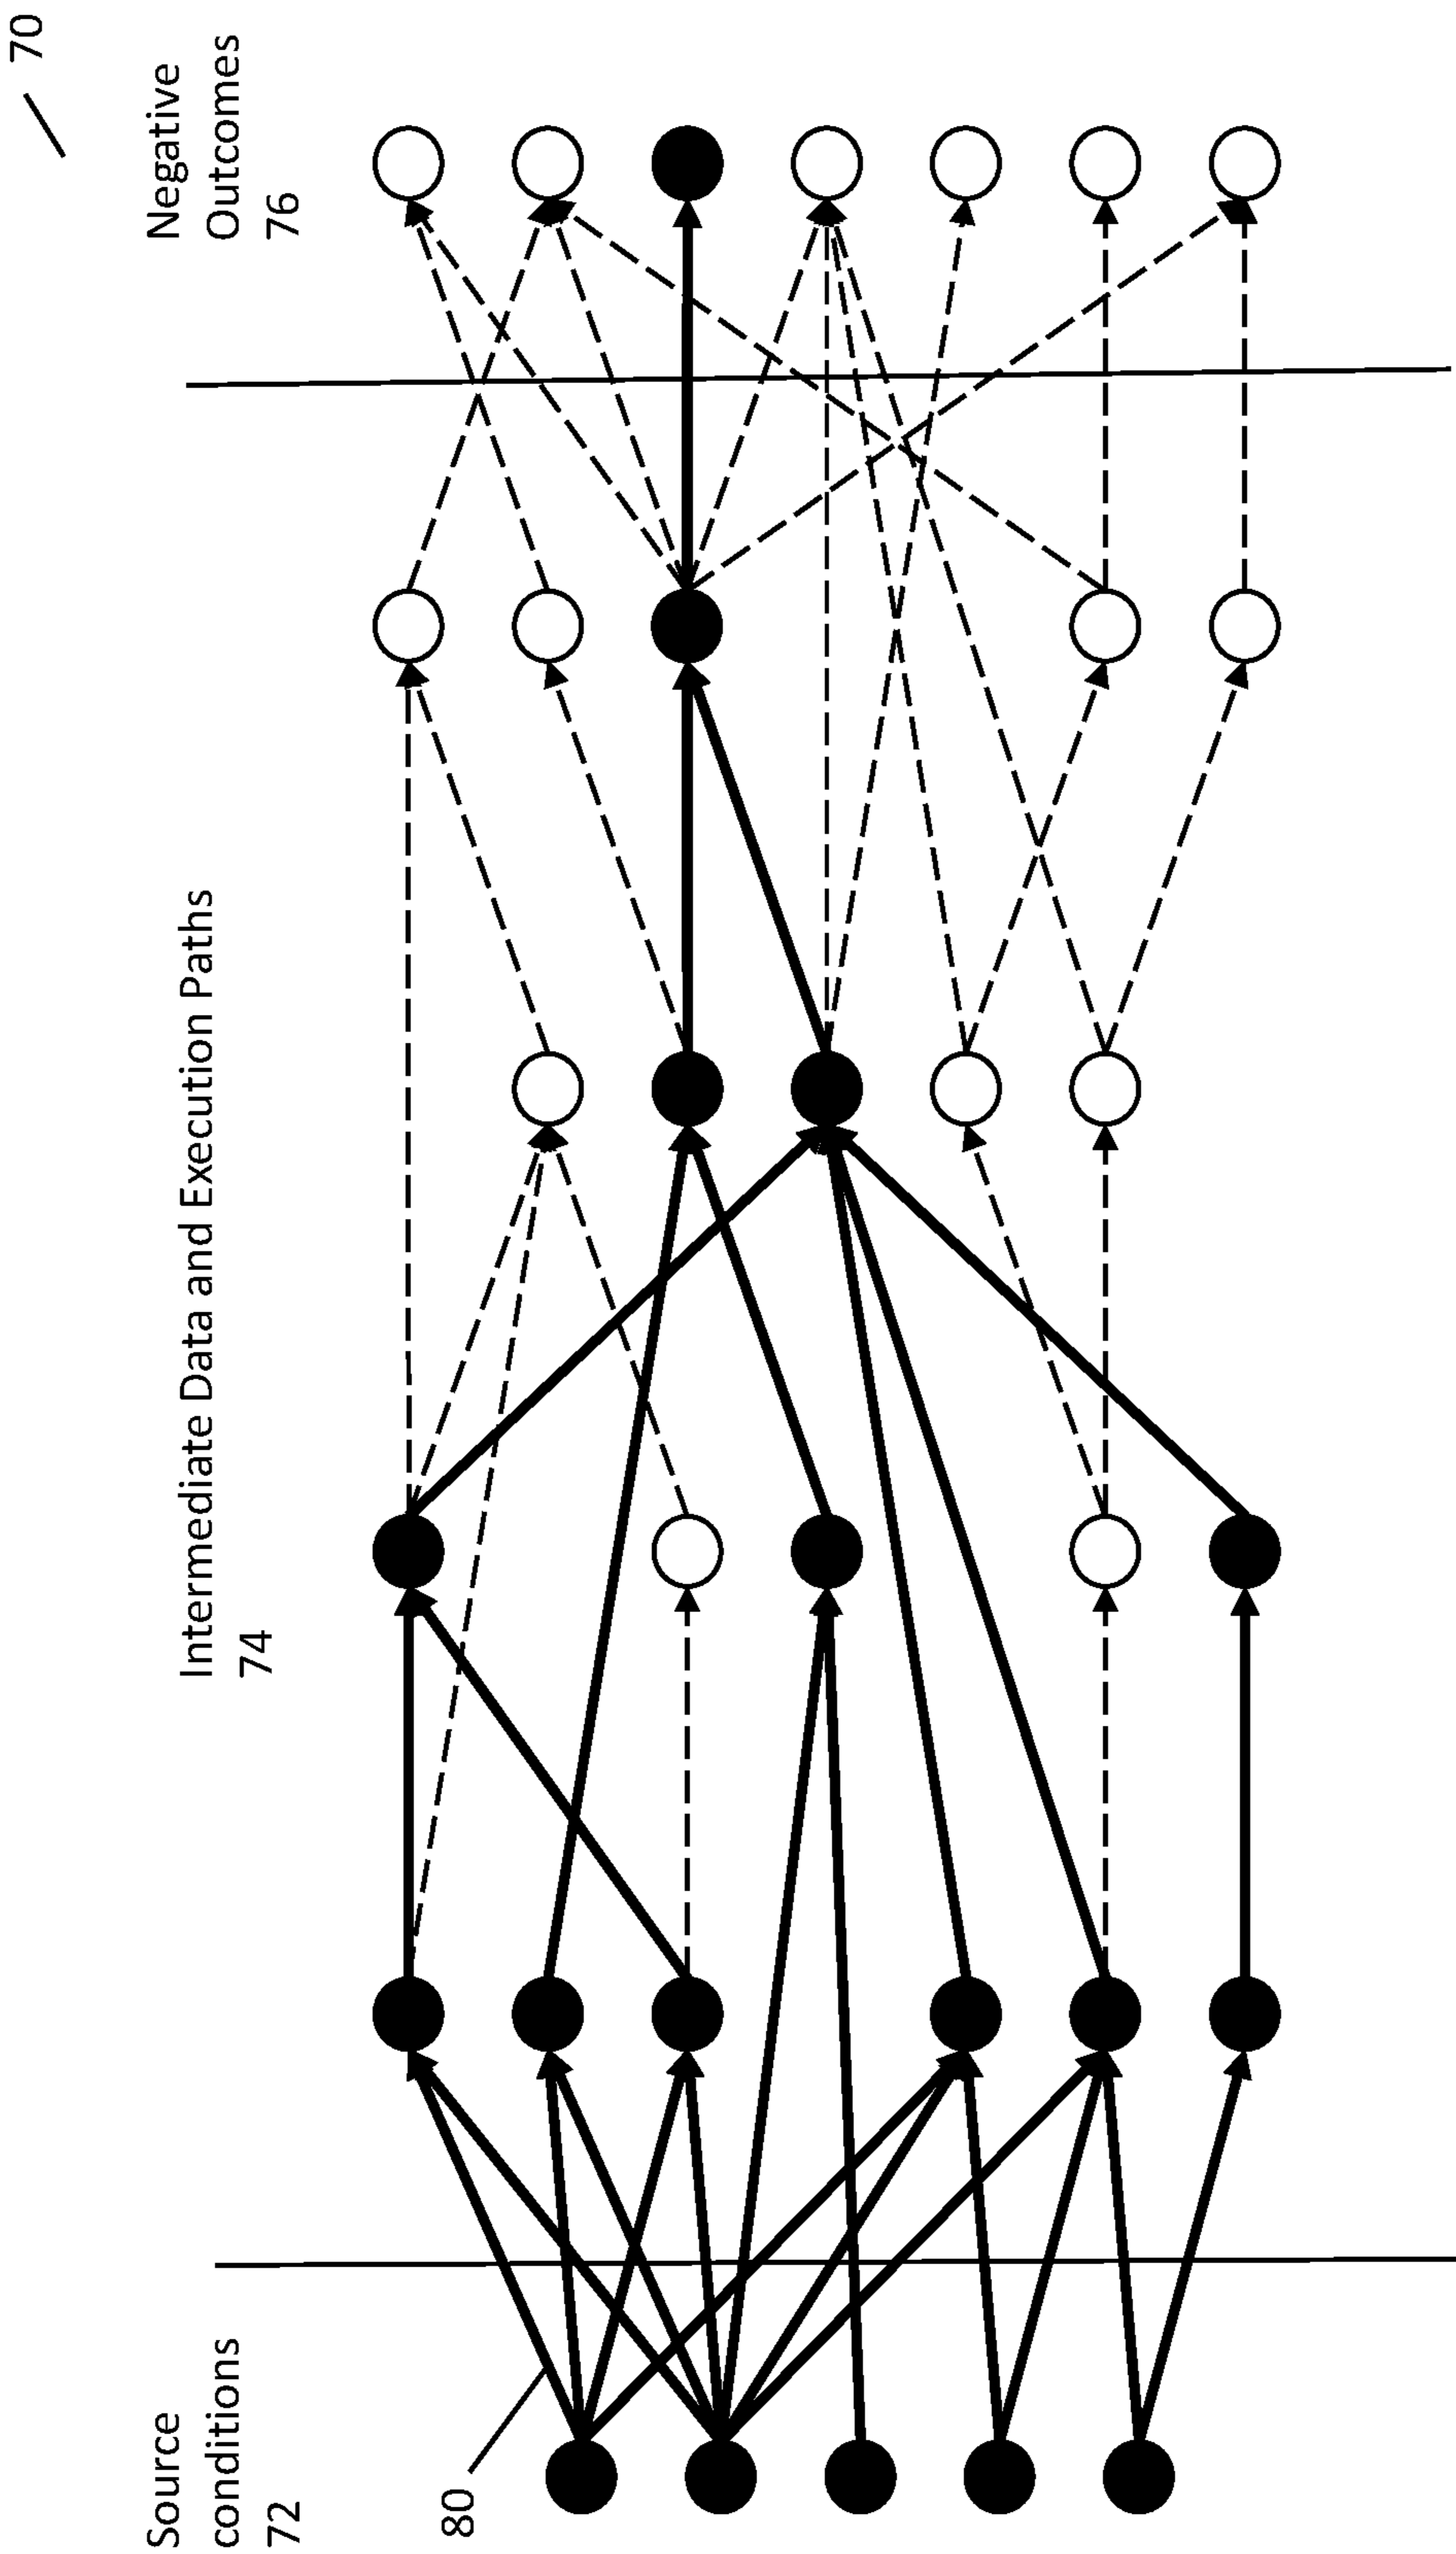 70
Source
conditions
72
Intermediate Data and Execution Paths
74
Negative
Outcomes
76
80